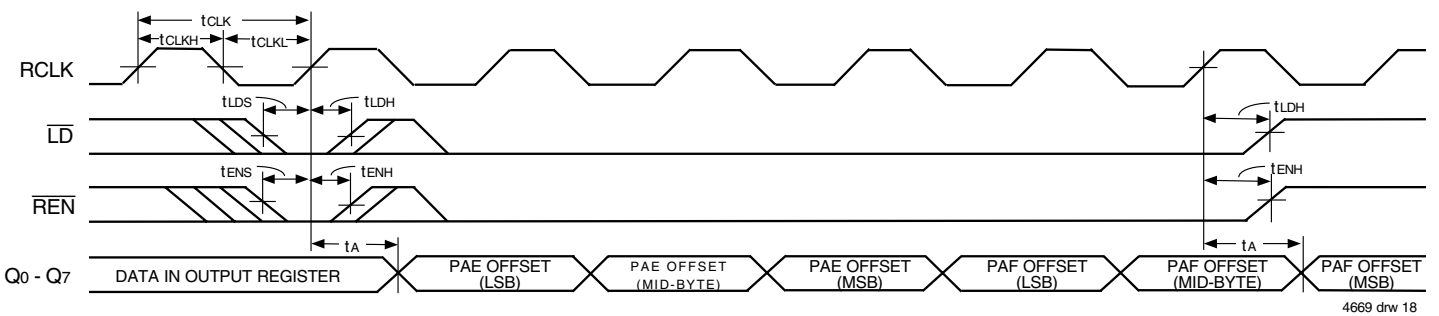 tCLK
tCLKH
tCLKL
RCLK
tLDS
tLDH
tLDH
LD
tENS
tENH
tENH
REN
tA
tA
Q0 - Q7
DATA IN OUTPUT REGISTER
PAE OFFSET
(LSB)
PAE OFFSET
(MID-BYTE)
PAE OFFSET
(MSB)
PAF OFFSET
(LSB)
PAF OFFSET
(MID-BYTE)
PAF OFFSET
(MSB)
4669 drw 18